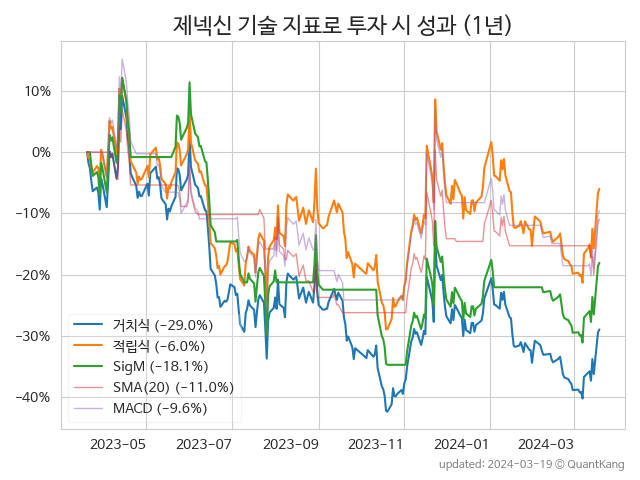 제넥신 기술 지표로 투자 시 성과 (1년)
10%
0%
−10%
−20%
−30%
−40%
거치식 (−29.0%)
적립식 (−6.0%)
SigM (−18.1%)
SMA(20) (−11.0%)
MACD (−9.6%)
2023-05 2023-07 2023-09 2023-11 2024-01 2024-03
updated: 2024-03-19 © QuantKang